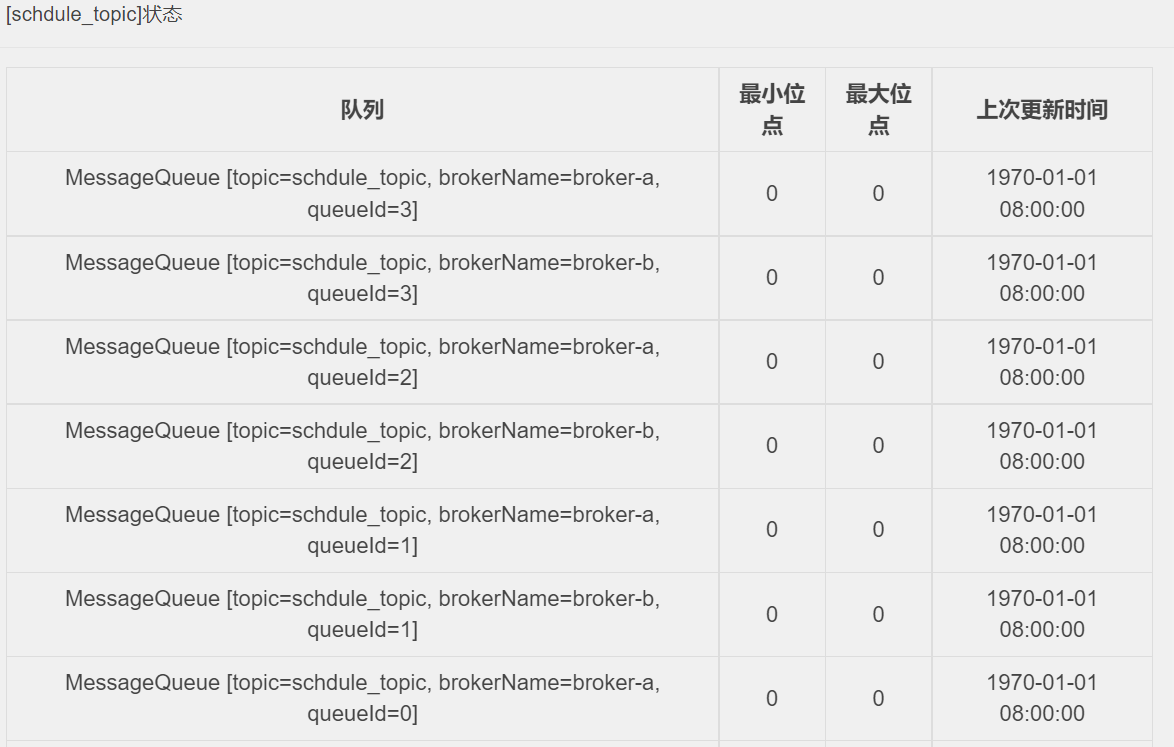 [schdule_topic]状态
队列
最小位
点
最大位
点
上次更新时间
MessageQueue [topic=schdule_topic, brokerName=broker-a,
queueId=3]
0
0
1970-01-01
08:00:00
MessageQueue [topic=schdule_topic, brokerName=broker-b,
queueId=3]
0
0
1970-01-01
08:00:00
MessageQueue [topic=schdule_topic, brokerName=broker-a,
queueId=2]
0
0
1970-01-01
08:00:00
MessageQueue [topic=schdule_topic, brokerName=broker-b,
queueId=2]
0
0
1970-01-01
08:00:00
MessageQueue [topic=schdule_topic, brokerName=broker-a,
queueId=1]
0
0
1970-01-01
08:00:00
MessageQueue [topic=schdule_topic, brokerName=broker-b,
queueId=1]
0
0
1970-01-01
08:00:00
MessageQueue [topic=schdule_topic, brokerName=broker-a,
queueId=0]
0
0
1970-01-01
08:00:00